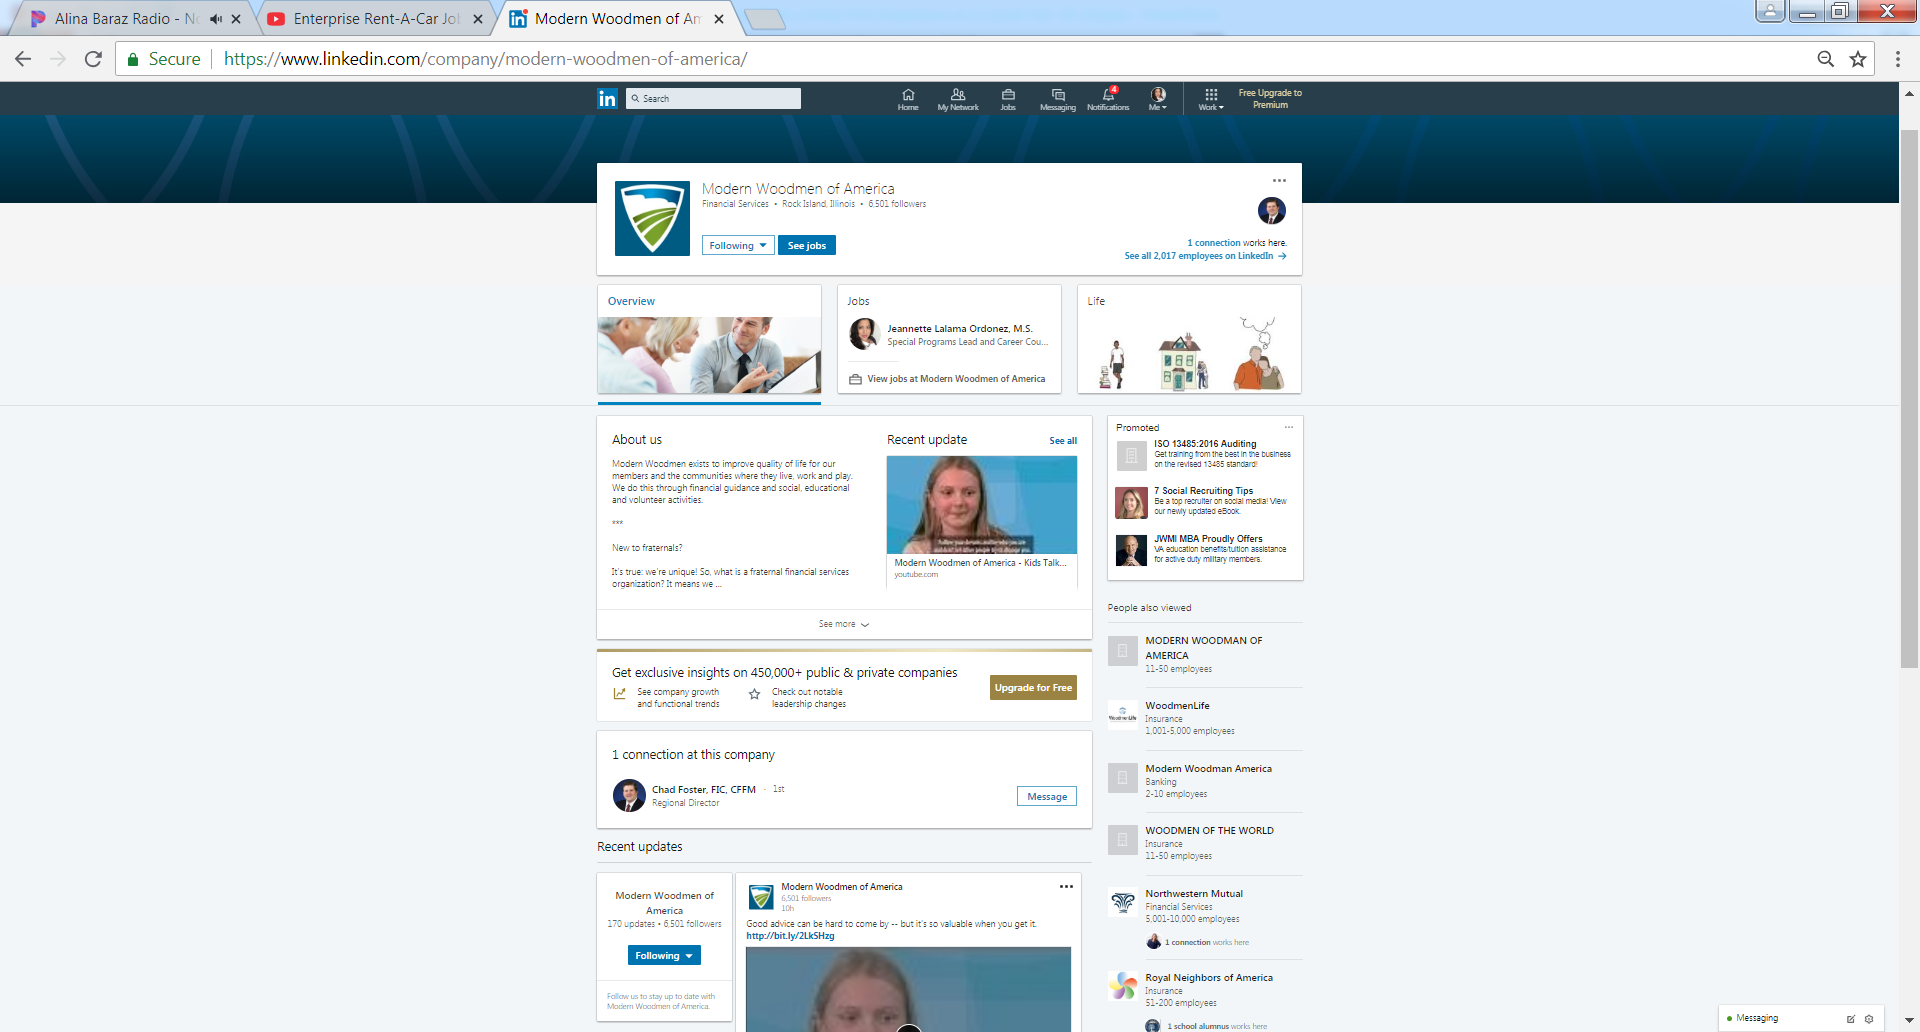 Alina Baraz Radio - No
Enterprise Rent-A-Car Jo
Modern Woodmen of Am
Secure
https://www.linkedin.com/company/modern-woodmen-of-america/
in
Search
Home
My Network
Jobs
Messaging
4
Notifications
Me
Work
Free Upgrade to
Premium
Modern Woodmen of America
Financial Services • Rock Island, Illinois • 6,501 followers
Following
See jobs
1 connection works here.
See all 2,017 employees on LinkedIn →
Overview
Jobs
Jeannette Lalama Ordonez, M.S.
Special Programs Lead and Career Cou...
View jobs at Modern Woodmen of America
Life
About us
Modern Woodmen exists to improve quality of life for our
members and the communities where they live, work and play.
We do this through financial guidance and social, educational
and volunteer activities.
***
New to fraternals?
It's true: we're unique! So, what is a fraternal financial services
organization? It means we ...
Recent update
See all
Modern Woodmen of America - Kids Talk...
youtube.com
See more
Promoted
ISO 13485:2016 Auditing
Get training from the best in the business
on the revised 13485 standard!
7 Social Recruiting Tips
Be a top recruiter on social media! View
our newly updated eBook.
JWMI MBA Proudly Offers
VA education benefits/tuition assistance
for active duty military members.
Get exclusive insights on 450,000+ public & private companies
See company growth
and functional trends
Check out notable
leadership changes
Upgrade for Free
1 connection at this company
Chad Foster, FIC, CFFM · 1st
Regional Director
Message
People also viewed
MODERN WOODMAN OF
AMERICA
11-50 employees
WoodmenLife
WoodmenLife
Insurance
1,001-5,000 employees
Modern Woodman America
Banking
2-10 employees
WOODMEN OF THE WORLD
Insurance
11-50 employees
Northwestern Mutual
Financial Services
5,001-10,000 employees
1 connection works here
Royal Neighbors of America
Insurance
51-200 employees
1 school alumnus works here
Recent updates
Modern Woodmen of
America
170 updates • 6,501 followers
Following
Follow us to stay up to date with
Modern Woodmen of America.
Modern Woodmen of America
6,501 followers
10h
Good advice can be hard to come by -- but it's so valuable when you get it.
http://bit.ly/2LkSHzg
Messaging